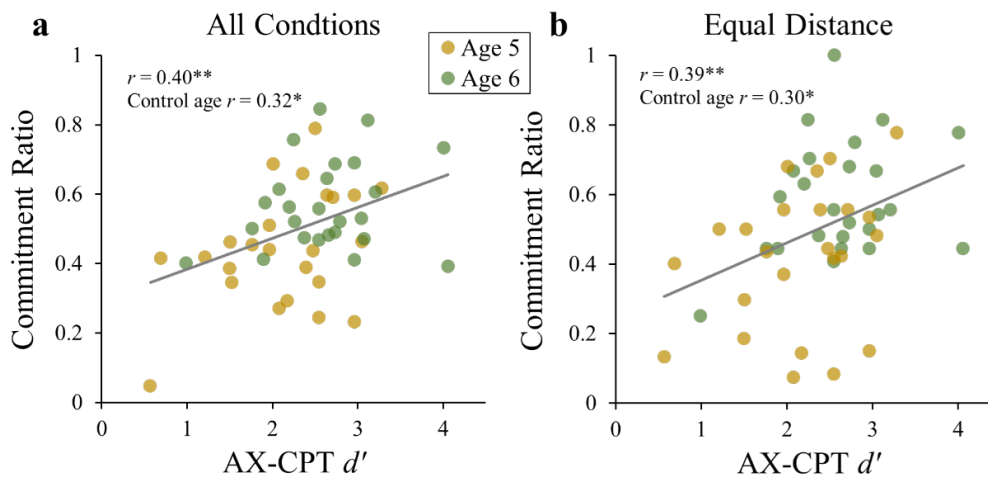 a
All Condtions
r = 0.40**
Control age r = 0.32*
Age 5
Age 6
Commitment Ratio
1
0.8
0.6
0.4
0.2
0
0
1
2
3
4
AX-CPT d'
b
Equal Distance
r = 0.39**
Control age r = 0.30*
Commitment Ratio
1
0.8
0.6
0.4
0.2
0
0
1
2
3
4
AX-CPT d'